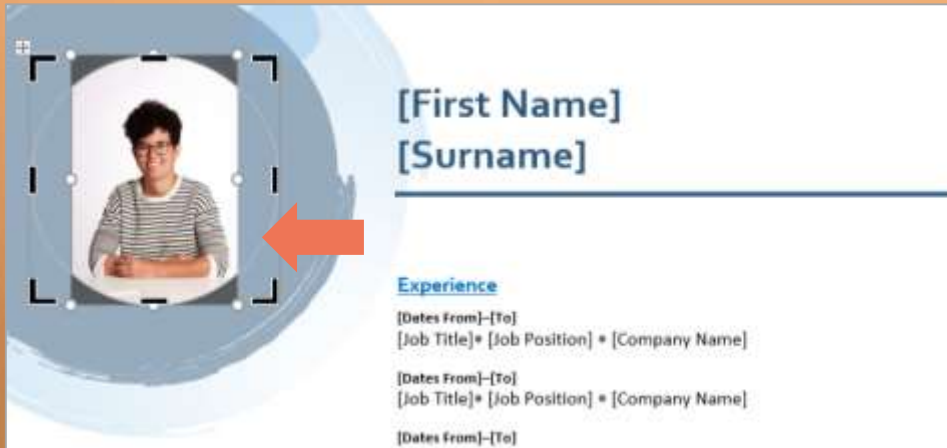 [First Name]
[Surname]
Experience
[Dates From]–[To]
[Job Title]• [Job Position] • [Company Name]
[Dates From]–[To]
[Job Title]• [Job Position] • [Company Name]
[Dates From]–[To]